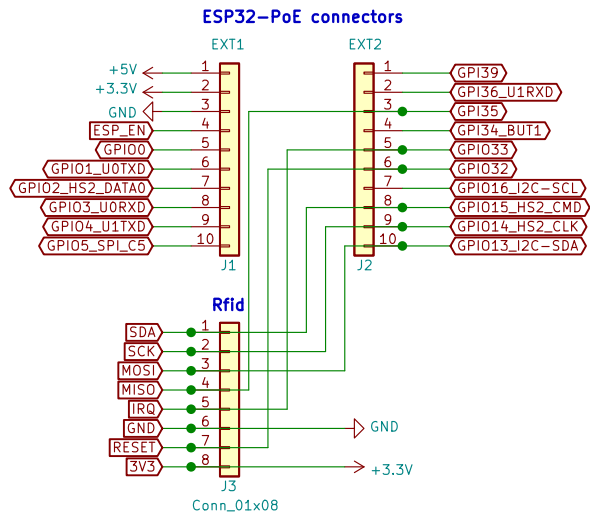 ESP32-PoE connectors
EXT1 EXT2
+5V 1 1 GPI39
+3.3V 2 2 GPI36_U1RXD
GND 3 3 GPI35
ESP_EN 4 4 GPI34_BUT1
GPIO0 5 5 GPIO33
GPIO1_U0TXD 6 6 GPIO32
GPIO2_HS2_DATA0 7 7 GPIO16_I2C-SCL
GPIO3_U0RXD 8 8 GPIO15_HS2_CMD
GPIO4_U1TXD 9 9 GPIO14_HS2_CLK
GPIO5_SPI_C5 10 10 GPIO13_I2C-SDA
J1 J2
Rfid
SDA 1
SCK 2
MOSI 3
MISO 4
IRQ 5
GND 6 GND
RESET 7
3V3 8 +3.3V
J3
Conn_01x08